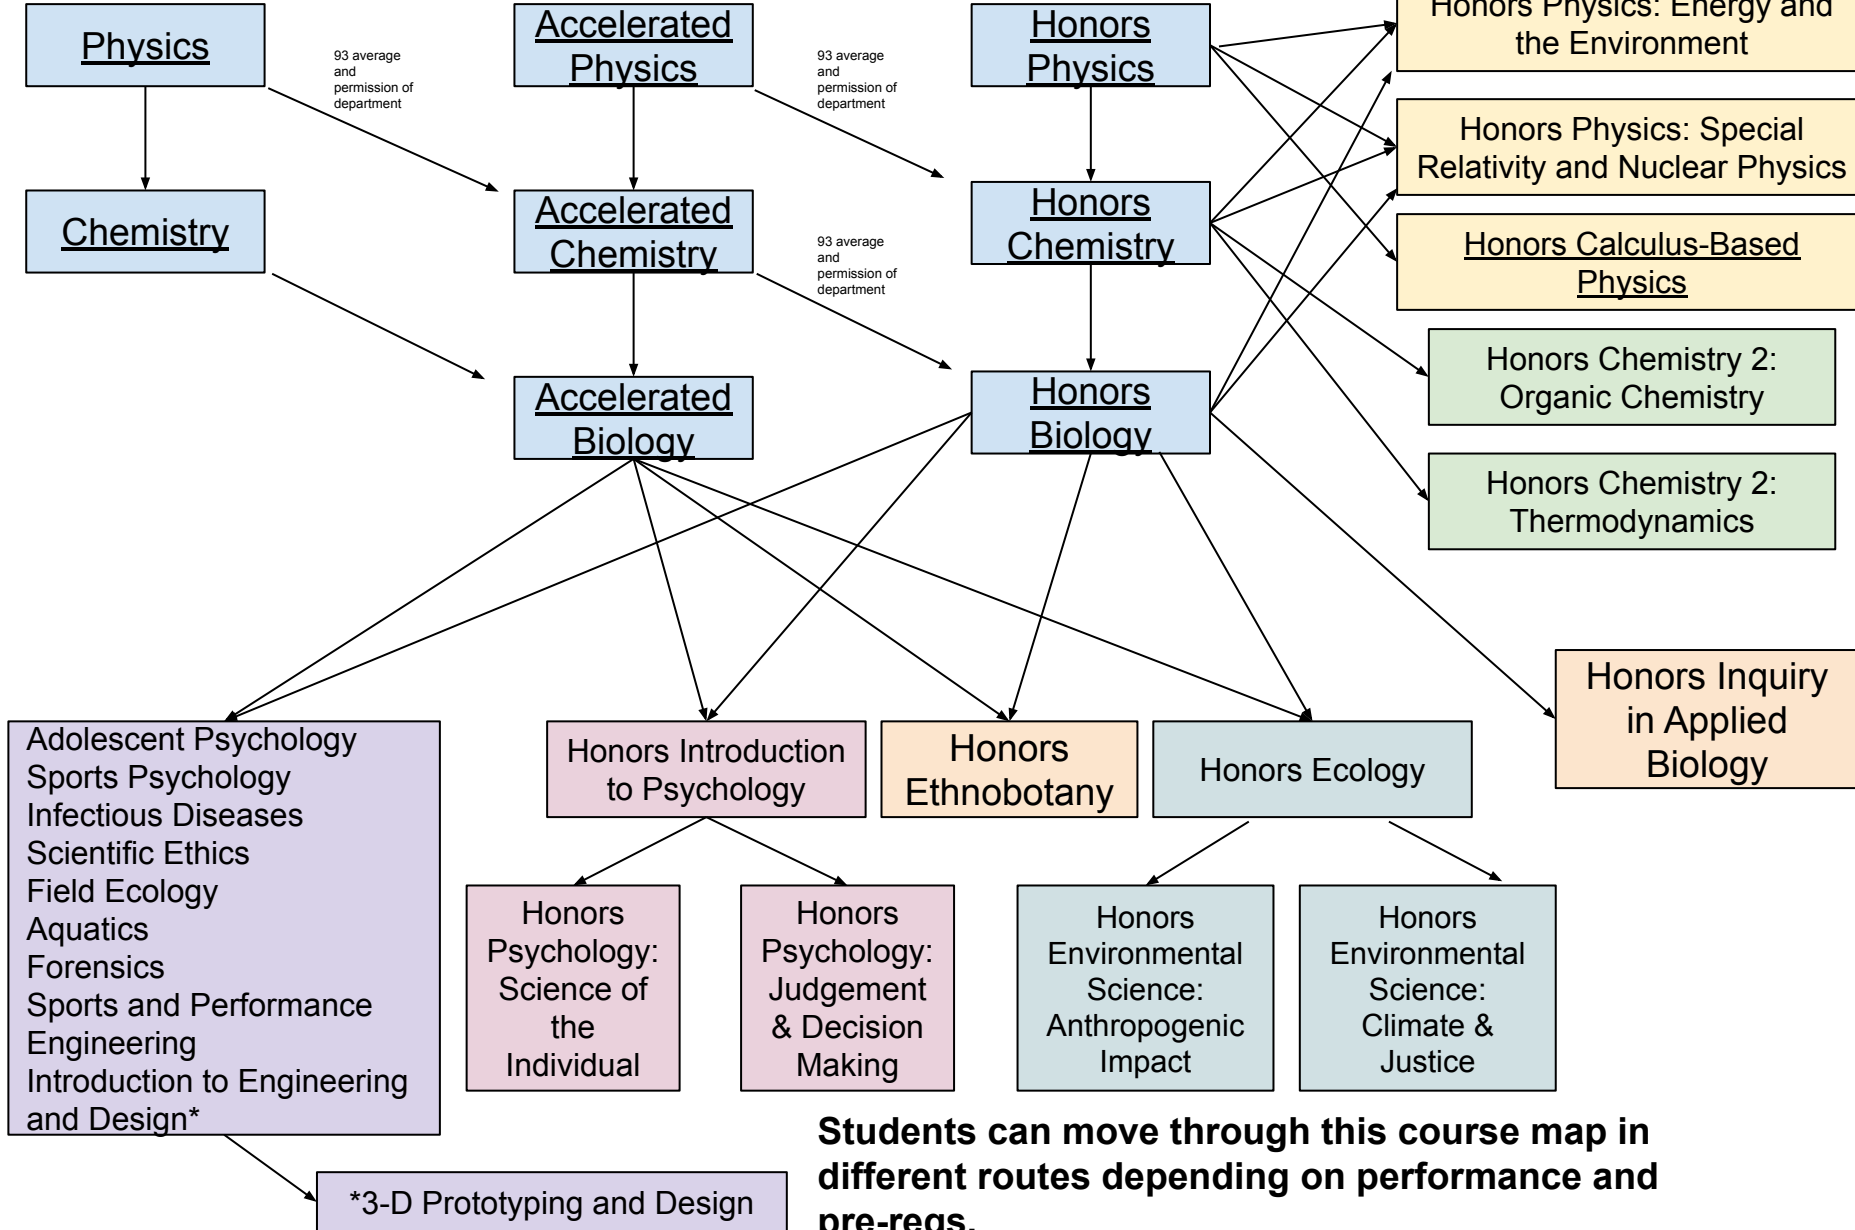 Physics
93 average
and
permission of
department
Accelerated
Physics
93 average
and
permission of
department
Honors
Physics
Honors Physics: Energy and
the Environment
Honors Physics: Special
Relativity and Nuclear Physics
Chemistry
Accelerated
Chemistry
93 average
and
permission of
department
Honors
Chemistry
Honors Calculus-Based
Physics
Honors Chemistry 2:
Organic Chemistry
Accelerated
Biology
Honors
Biology
Honors Chemistry 2:
Thermodynamics
Honors Inquiry
in Applied
Biology
Adolescent Psychology
Sports Psychology
Infectious Diseases
Scientific Ethics
Field Ecology
Aquatics
Forensics
Sports and Performance
Engineering
Introduction to Engineering
and Design*
Honors Introduction
to Psychology
Honors
Ethnobotany
Honors Ecology
Honors
Psychology:
Science of
the
Individual
Honors
Psychology:
Judgement
& Decision
Making
Honors
Environmental
Science:
Anthropogenic
Impact
Honors
Environmental
Science:
Climate &
Justice
*3-D Prototyping and Design
Students can move through this course map in
different routes depending on performance and
pre-reqs.